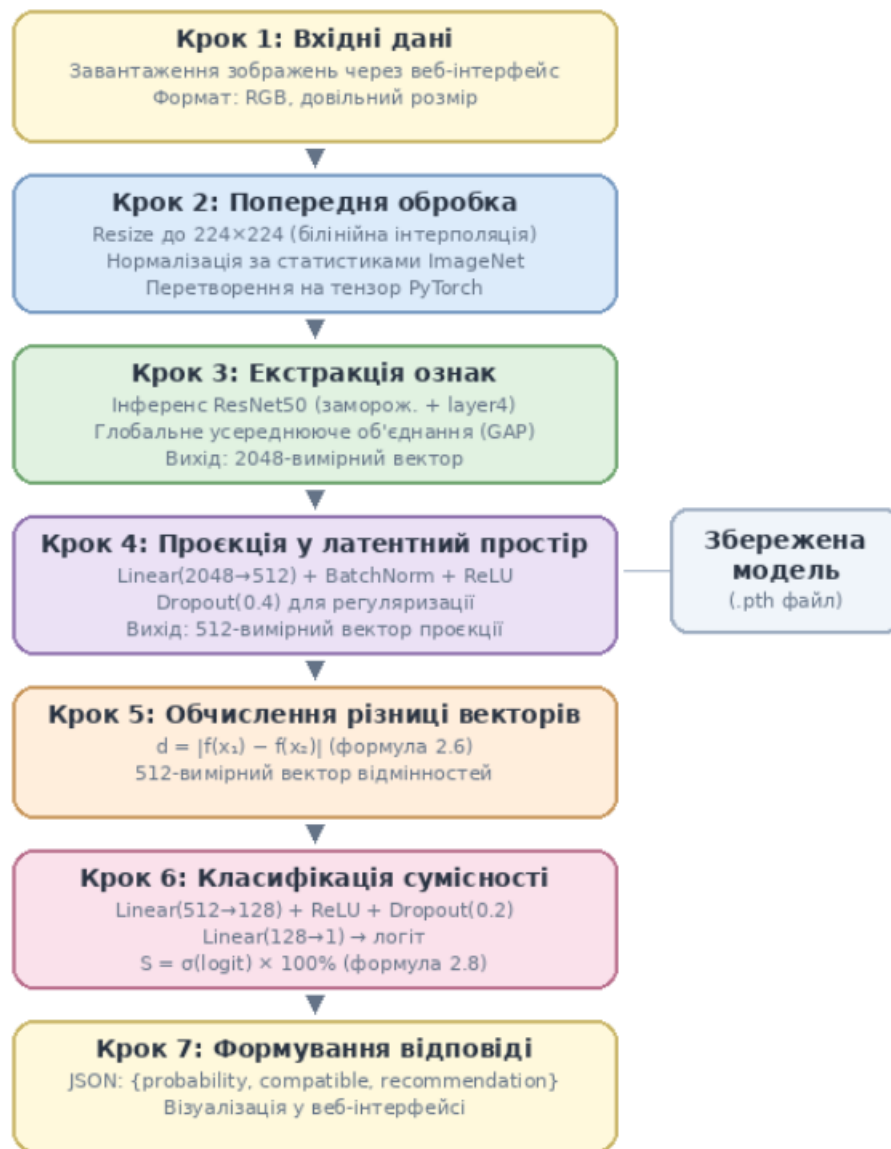 Крок 1: Вхідні дані
Завантаження зображень через веб-інтерфейс
Формат: RGB, довільний розмір
Крок 2: Попередня обробка
Resize до 224×224 (білінійна інтерполяція)
Нормалізація за статистиками ImageNet
Перетворення на тензор PyTorch
Крок 3: Екстракція ознак
Інференс ResNet50 (заморож. + layer4)
Глобальне усереднююче об'єднання (GAP)
Вихід: 2048-вимірний вектор
Крок 4: Проєкція у латентний простір
Linear(2048→512) + BatchNorm + ReLU
Dropout(0.4) для регуляризації
Вихід: 512-вимірний вектор проєкції
Збережена
модель
(.pth файл)
Крок 5: Обчислення різниці векторів
d = |f(x₁) − f(x₂)| (формула 2.6)
512-вимірний вектор відмінностей
Крок 6: Класифікація сумісності
Linear(512→128) + ReLU + Dropout(0.2)
Linear(128→1) → логіт
S = σ(logit) × 100% (формула 2.8)
Крок 7: Формування відповіді
JSON: {probability, compatible, recommendation}
Візуалізація у веб-інтерфейсі